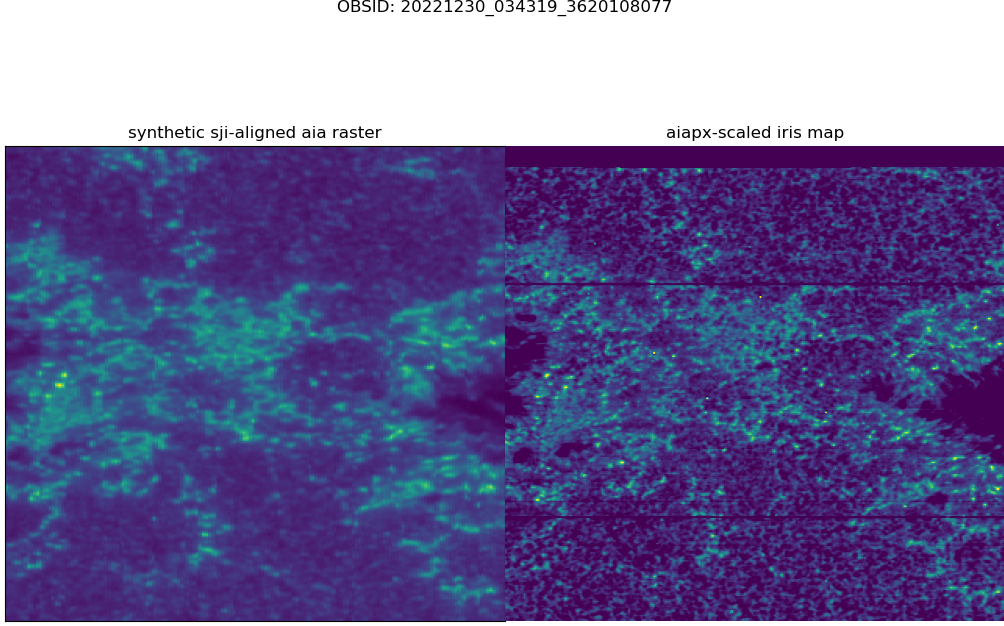 OBSID: 20221230_034319_3620108077
synthetic sji-aligned aia raster
aiapx-scaled iris map